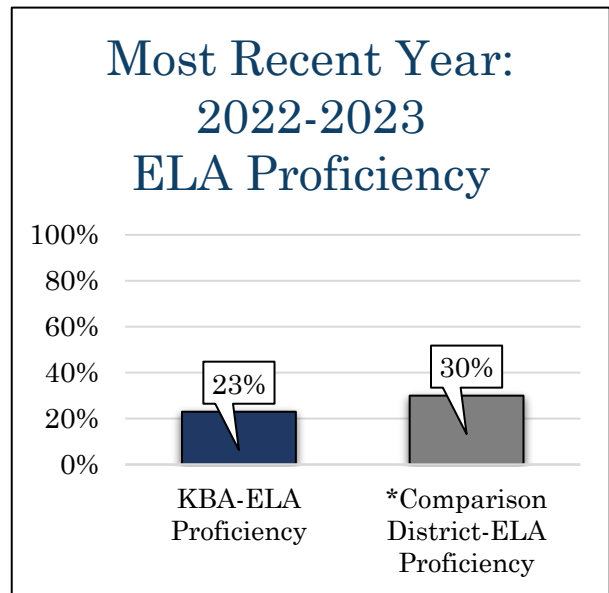 Most Recent Year:
2022-2023
ELA Proficiency
100%
80%
60%
40%
20%
0%
23%
30%
KBA-ELA
Proficiency
*Comparison
District-ELA
Proficiency